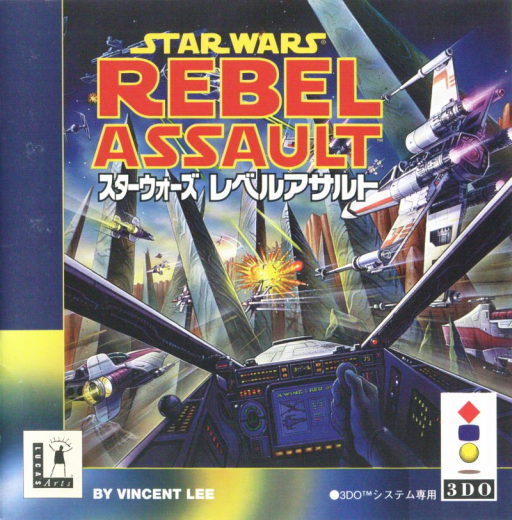 STAR WARS®
REBEL
ASSAULT
スターウォーズ レベルアサルト
LUCAS
Arts
BY VINCENT LEE
●3DO™システム専用
3DO